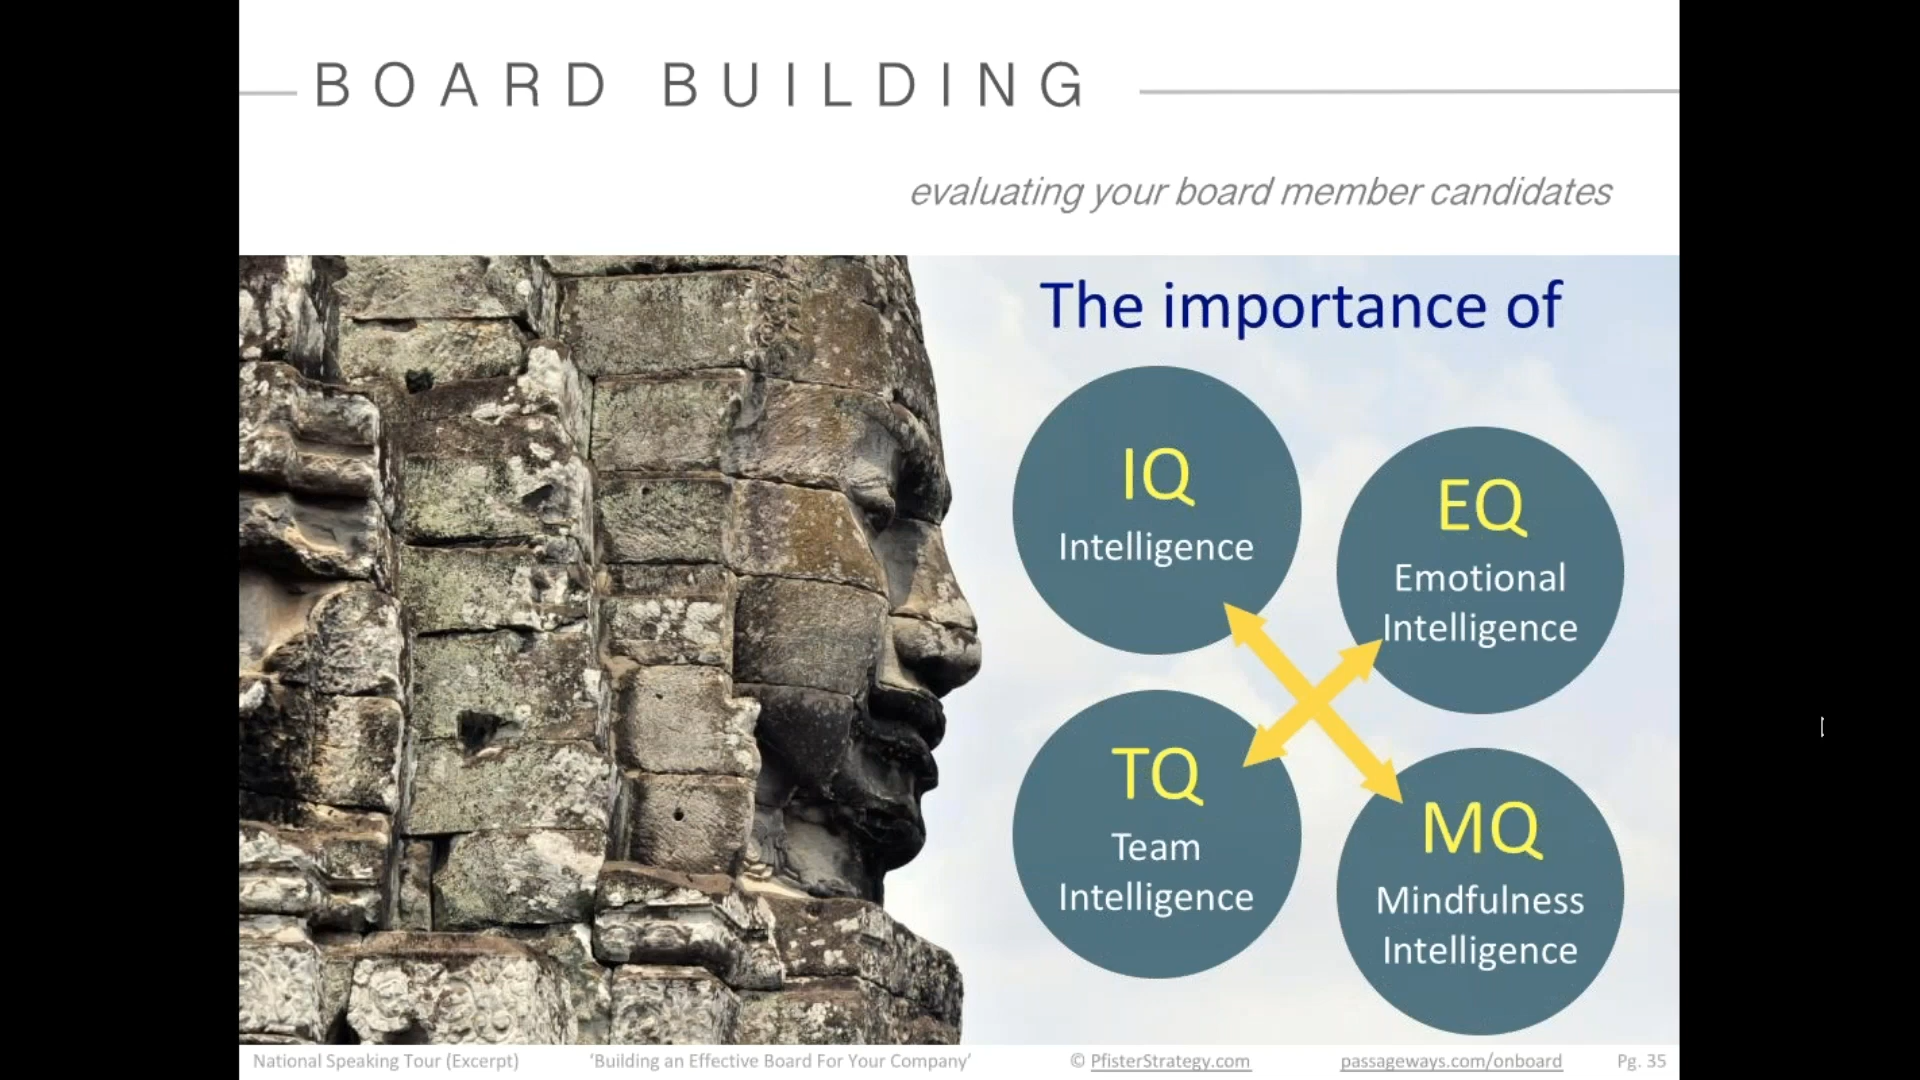 BOARD BUILDING
evaluating your board member candidates
The importance of
IQ
Intelligence
EQ
Emotional
Intelligence
TQ
Team
Intelligence
MQ
Mindfulness
Intelligence
National Speaking Tour (Excerpt) ‘Building an Effective Board For Your Company’ © PfisterStrategy.com passageways.com/onboard Pg. 35